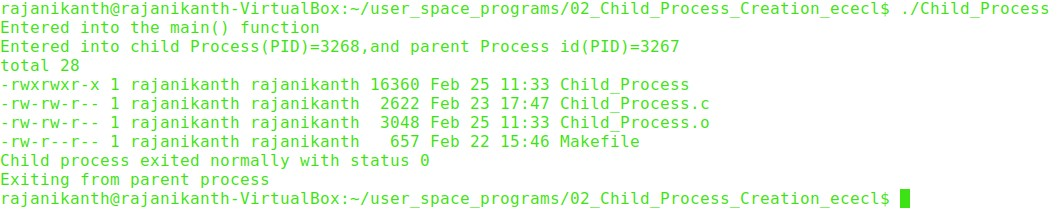 rajanikanth@rajanikanth-VirtualBox:~/user_space_programs/02_Child_Process_Creation_ececl$ ./Child_Process
Entered into the main() function
Entered into child Process(PID)=3268,and parent Process id(PID)=3267
total 28
-rwxrwxr-x 1 rajanikanth rajanikanth 16360 Feb 25 11:33 Child_Process
-rw-rw-r-- 1 rajanikanth rajanikanth  2622 Feb 23 17:47 Child_Process.c
-rw-rw-r-- 1 rajanikanth rajanikanth  3048 Feb 25 11:33 Child_Process.o
-rw-r--r-- 1 rajanikanth rajanikanth   657 Feb 22 15:46 Makefile
Child process exited normally with status 0
Exiting from parent process
rajanikanth@rajanikanth-VirtualBox:~/user_space_programs/02_Child_Process_Creation_ececl$